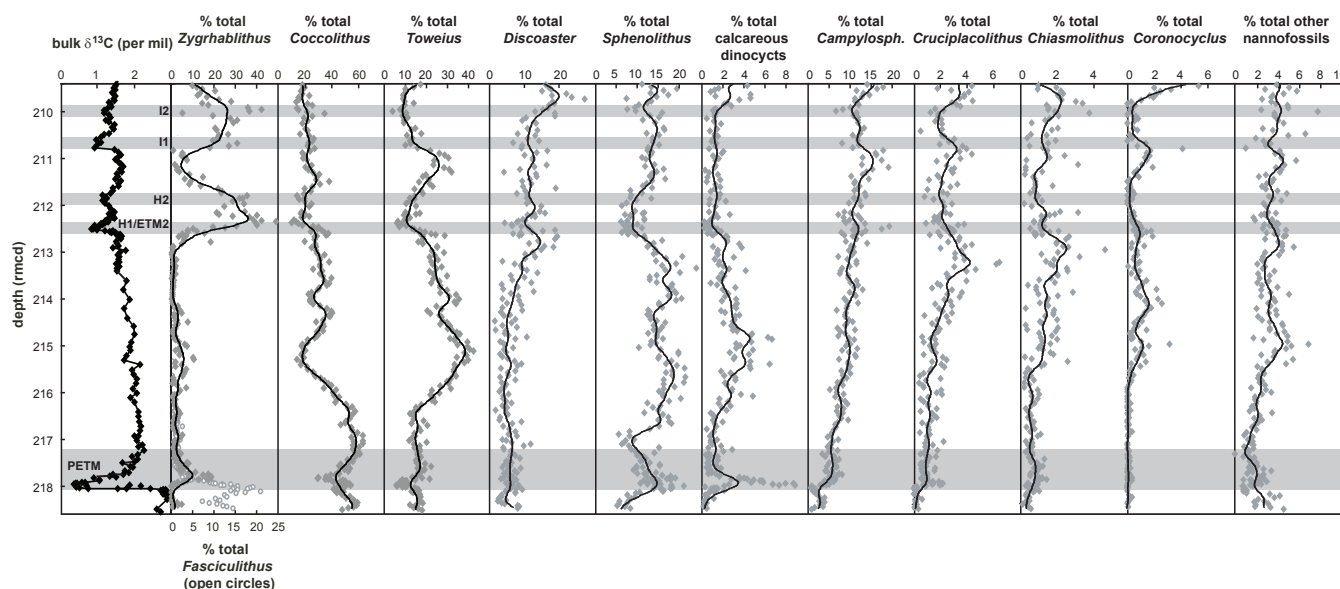 bulk δ¹³C (per mil)
% total
Zygrhablithus
% total
Coccolithus
% total
Toweius
% total
Discoaster
% total
Sphenolithus
% total
calcareous
dinocycts
% total
Campylosph.
% total
Cruciplacolithus
% total
Chiasmolithus
% total
Coronocyclus
% total other
nannofossils
0 1 2
0 10 20 30 40
0 20 40 60
0 10 20 30 40
0 10 20
0 5 10 15 20
0 2 4 6 8
0 5 10 15 20
0 2 4 6
0 2 4
0 2 4 6
0 2 4 6 8 10
depth (rmcd)
210
211
212
213
214
215
216
217
218
I2
I1
H2
H1/ETM2
PETM
0 5 10 15 20 25
% total
Fasciculithus
(open circles)